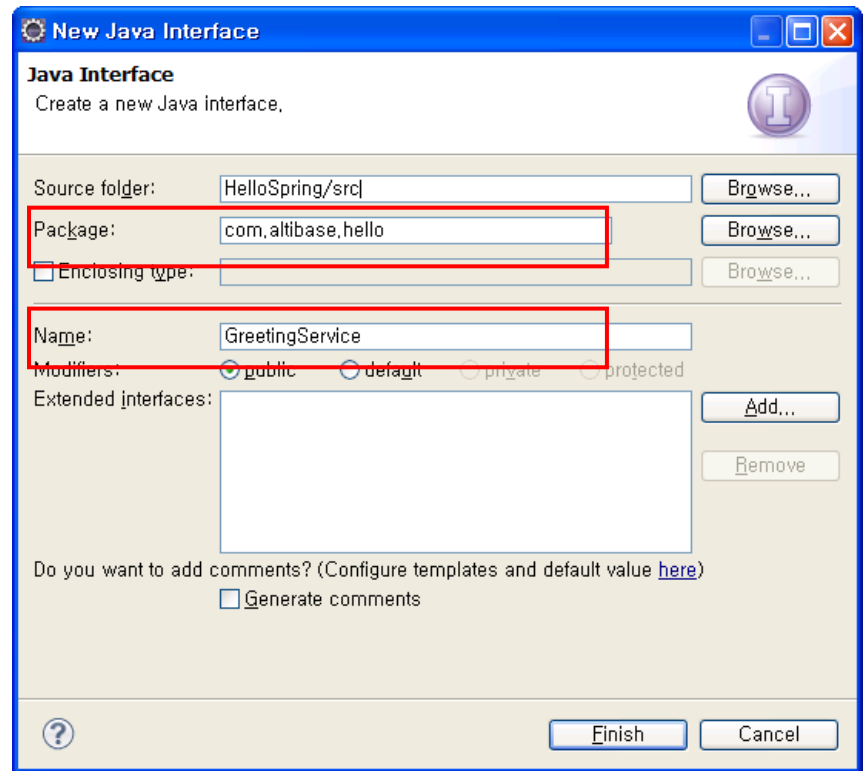 New Java Interface
Java Interface
Create a new Java interface.
Source folder: HelloSpring/src Browse...
Package: com.altibase.hello Browse...
Enclosing type: Browse...
Name: GreetingService
Modifiers: public default private protected
Extended interfaces: Add...
Remove
Do you want to add comments? (Configure templates and default value here)
Generate comments
? Finish Cancel